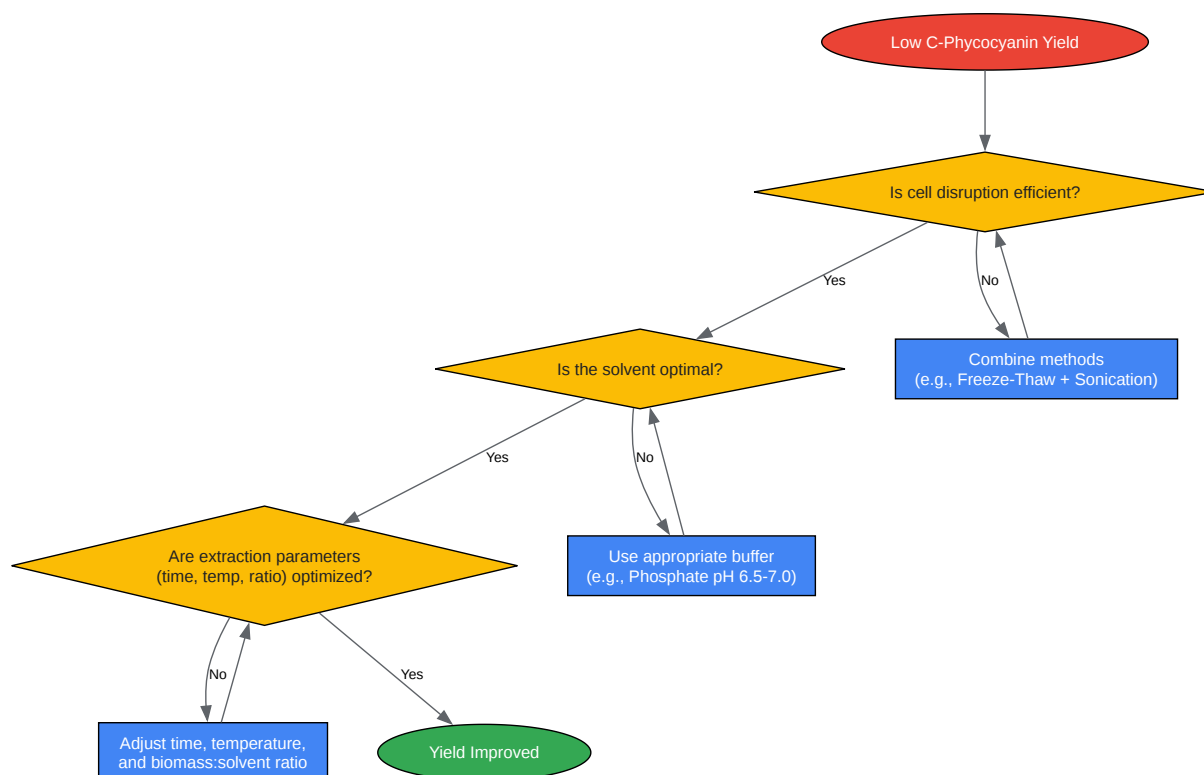 Low C-Phycocyanin Yield
Is cell disruption efficient?
Yes
No
Combine methods
(e.g., Freeze-Thaw + Sonication)
Is the solvent optimal?
Yes
No
Use appropriate buffer
(e.g., Phosphate pH 6.5-7.0)
Are extraction parameters
(time, temp, ratio) optimized?
No
Yes
Adjust time, temperature,
and biomass:solvent ratio
Yield Improved